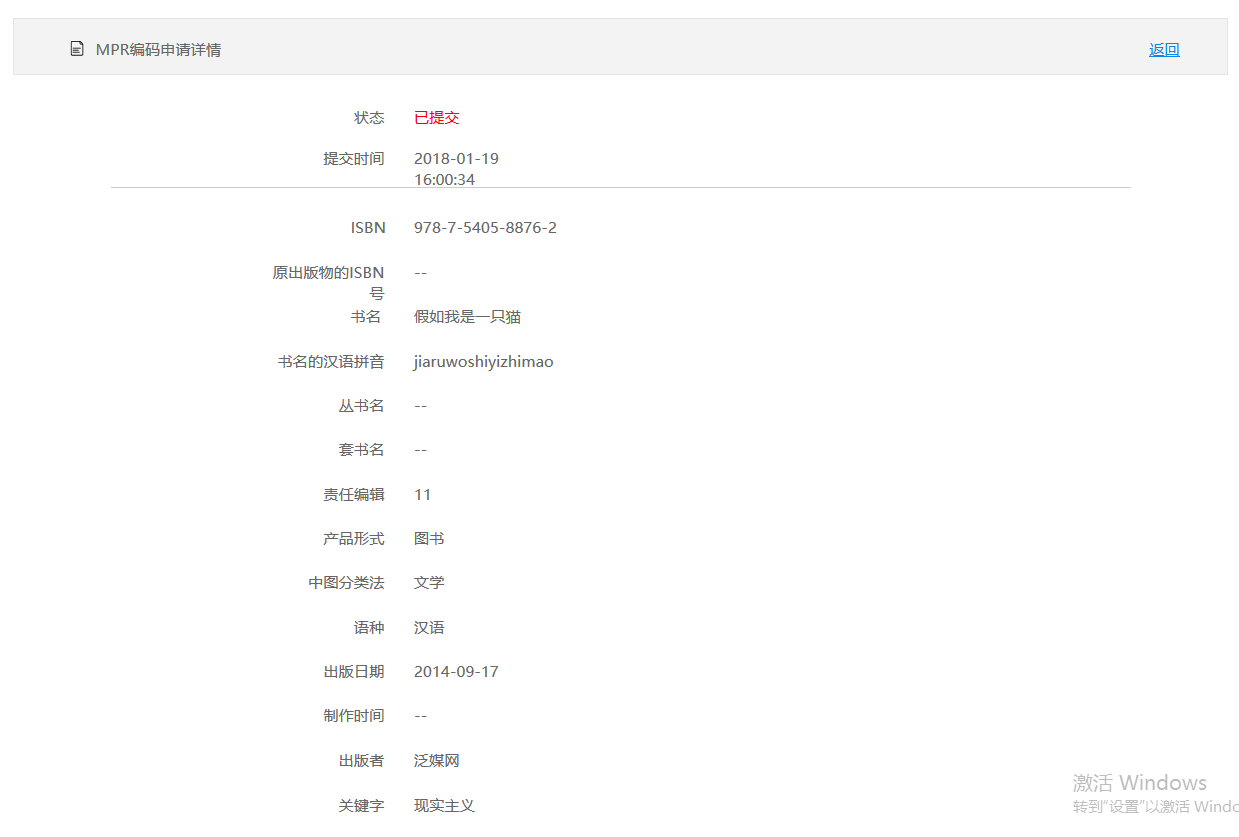 MPR编码申请详情 返回
状态 已提交
提交时间 2018-01-19
16:00:34
ISBN 978-7-5405-8876-2
原出版物的ISBN --
号
书名 假如我是一只猫
书名的汉语拼音 jiaruwoshiyizhimao
丛书名 --
套书名 --
责任编辑 11
产品形式 图书
中图分类法 文学
语种 汉语
出版日期 2014-09-17
制作时间 --
出版者 泛媒网
关键字 现实主义
激活 Windows
转到"设置"以激活 Windo